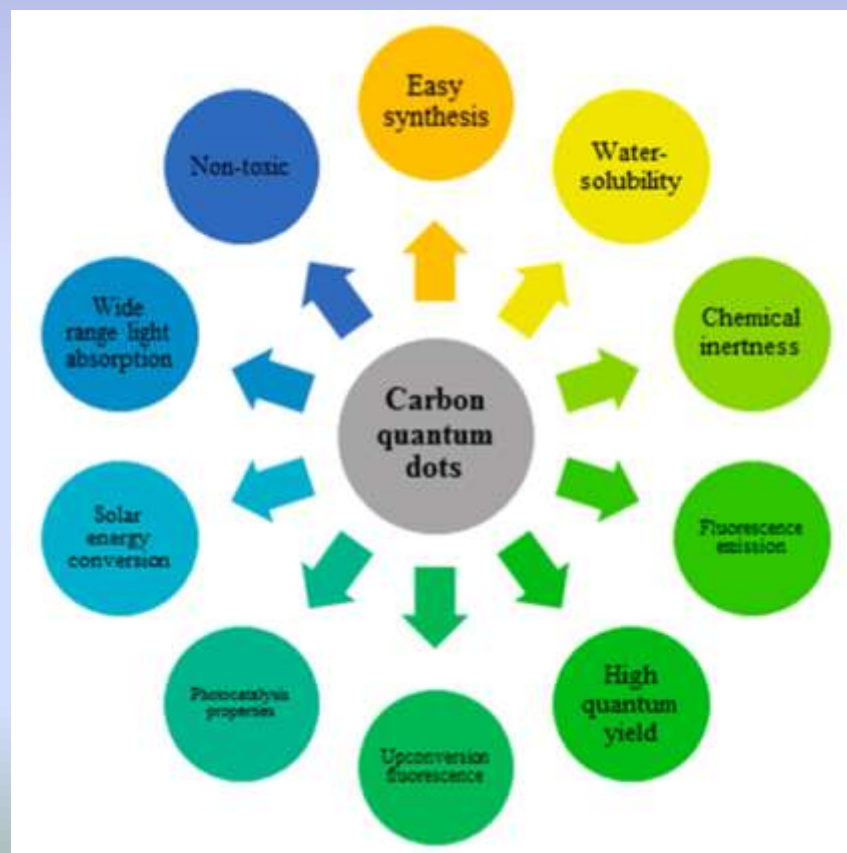 Easy
synthesis
Water-
solubility
Chemical
inertness
Fluorescence
emission
High
quantum
yield
Upconversion
fluorescence
Photocatalysis
properties
Solar
energy
conversion
Wide
range light
absorption
Non-toxic
Carbon
quantum
dots